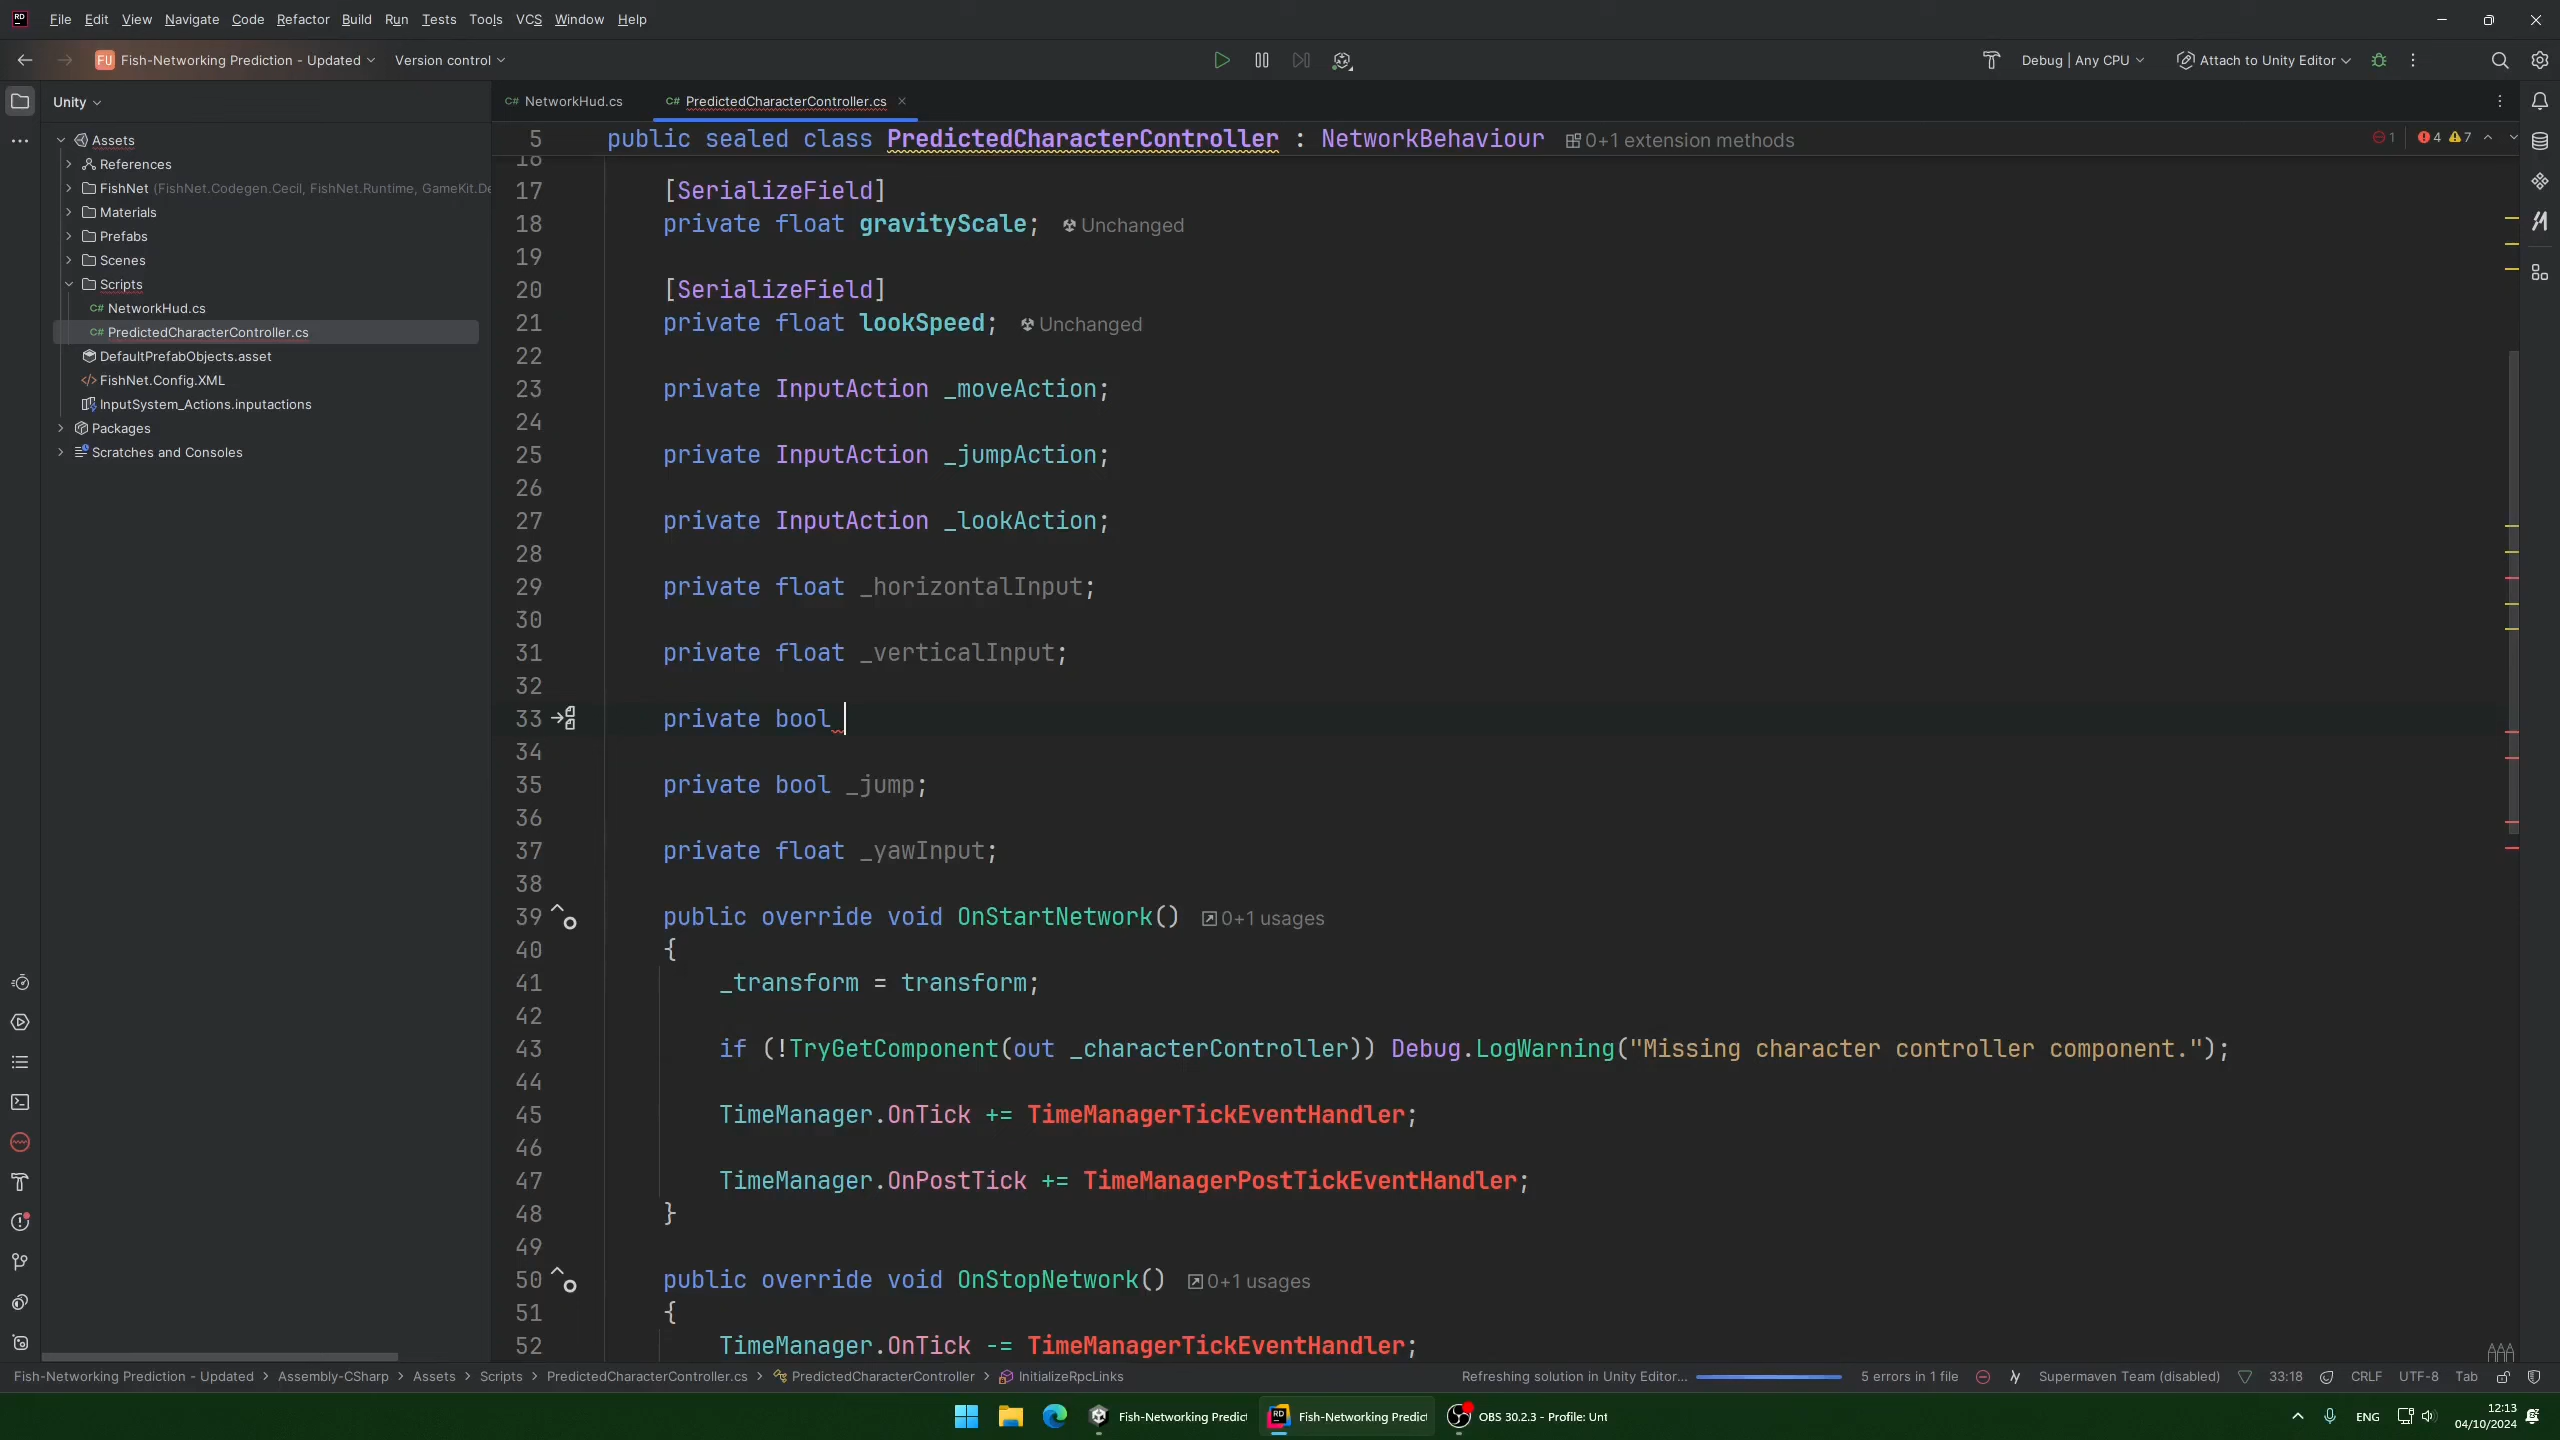 File Edit View Navigate Code Refactor Build Run Tests Tools VCS Window Help
FU Fish-Networking Prediction - Updated Version control Debug | Any CPU Attach to Unity Editor
Unity
NetworkHud.cs PredictedCharacterController.cs
Assets
References
FishNet (FishNet.Codegen.Cecil, FishNet.Runtime, GameKit.De
Materials
Prefabs
Scenes
Scripts
C# NetworkHud.cs
C# PredictedCharacterController.cs
DefaultPrefabObjects.asset
FishNet.Config.XML
InputSystem_Actions.inputactions
Packages
Scratches and Consoles
5 public sealed class PredictedCharacterController : NetworkBehaviour 0+1 extension methods 1 4 7
16
17 [SerializeField]
18 private float gravityScale; Unchanged
19
20 [SerializeField]
21 private float lookSpeed; Unchanged
22
23 private InputAction _moveAction;
24
25 private InputAction _jumpAction;
26
27 private InputAction _lookAction;
28
29 private float _horizontalInput;
30
31 private float _verticalInput;
32
33 private bool
34
35 private bool _jump;
36
37 private float _yawInput;
38
39 public override void OnStartNetwork() 0+1 usages
40 {
41 _transform = transform;
42
43 if (!TryGetComponent(out _characterController)) Debug.LogWarning("Missing character controller component.");
44
45 TimeManager.OnTick += TimeManagerTickEventHandler;
46
47 TimeManager.OnPostTick += TimeManagerPostTickEventHandler;
48 }
49
50 public override void OnStopNetwork() 0+1 usages
51 {
52 TimeManager.OnTick -= TimeManagerTickEventHandler;
Fish-Networking Prediction - Updated › Assembly-CSharp › Assets › Scripts › PredictedCharacterController.cs › PredictedCharacterController › InitializeRpcLinks Refreshing solution in Unity Editor... 5 errors in 1 file Supermaven Team (disabled) 33:18 CRLF UTF-8 Tab
Fish-Networking Predict Fish-Networking Predict OBS 30.2.3 - Profile: Unt ENG 12:13
04/10/2024